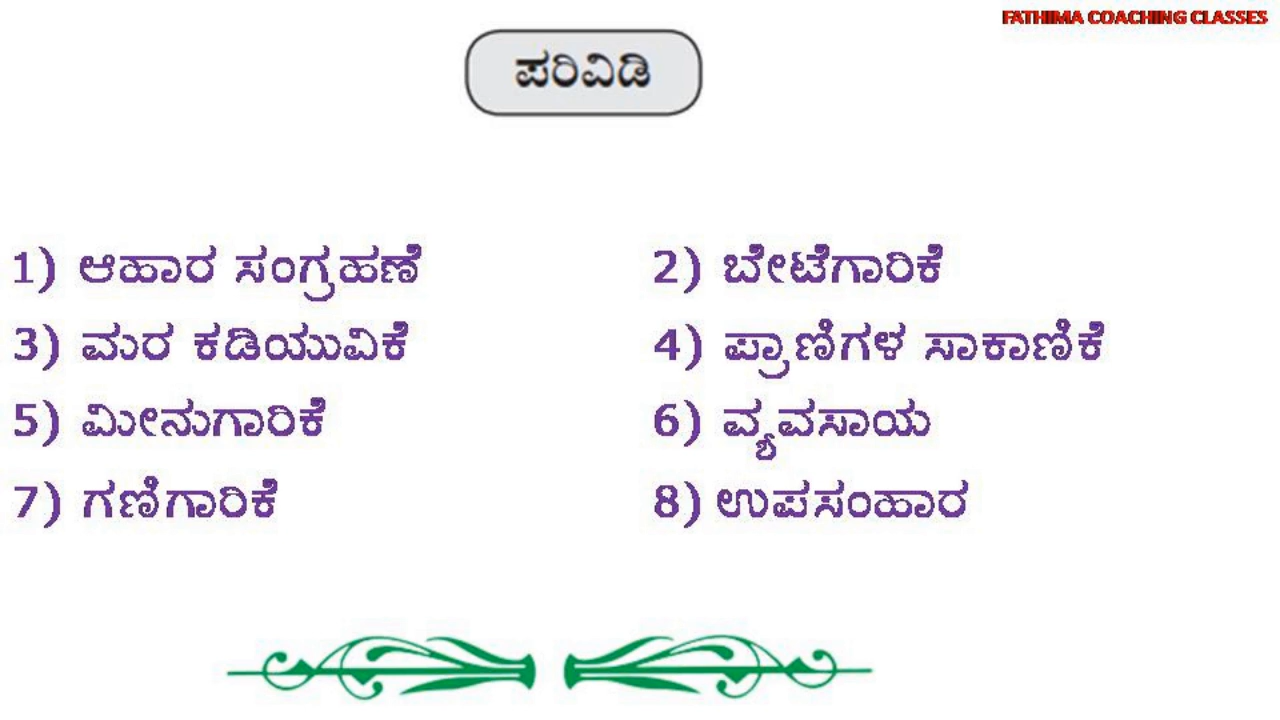 FATHIMA COACHING CLASSES
ಪರಿವಿಡಿ
1) ಆಹಾರ ಸಂಗ್ರಹಣೆ 2) ಬೇಟೆಗಾರಿಕೆ
3) ಮರ ಕಡಿಯುವಿಕೆ 4) ಪ್ರಾಣಿಗಳ ಸಾಕಾಣಿಕೆ
5) ಮೀನುಗಾರಿಕೆ 6) ವ್ಯವಸಾಯ
7) ಗಣಿಗಾರಿಕೆ 8) ಉಪಸಂಹಾರ